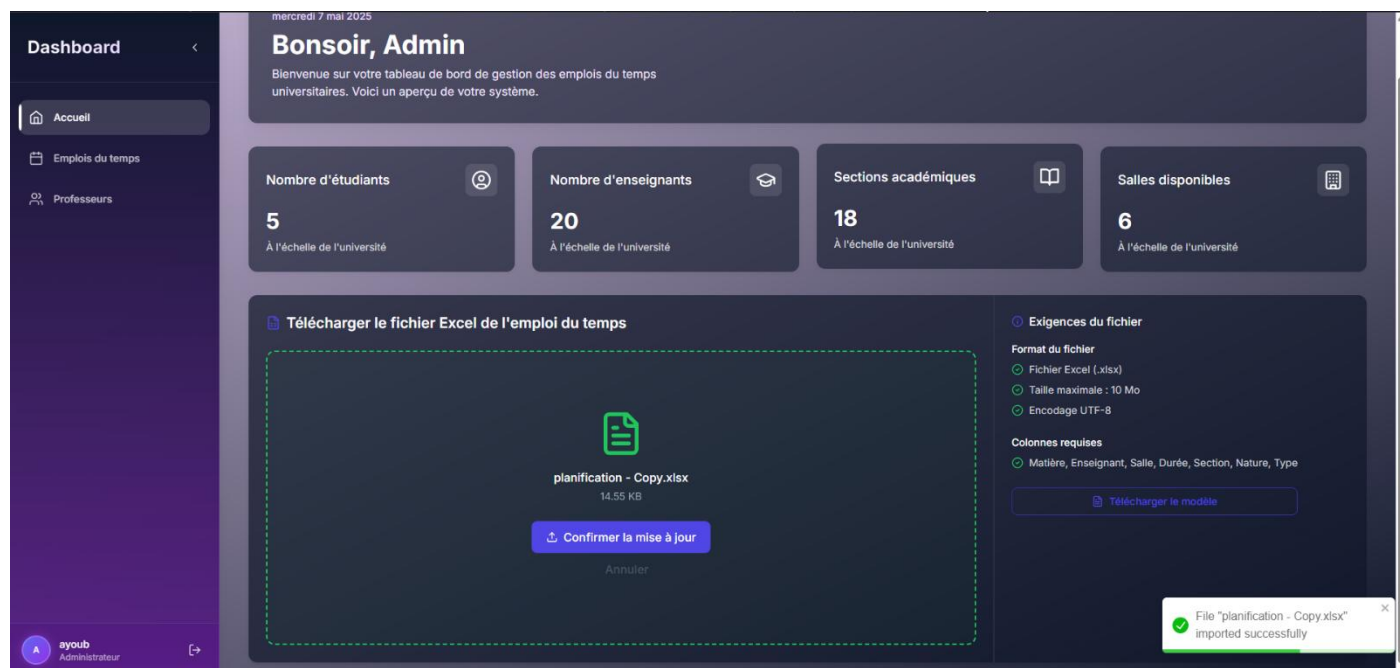 Dashboard
Accueil
Emplois du temps
Professeurs
A
ayoub
Administrateur
mercredi 7 mai 2025
Bonsoir, Admin
Bienvenue sur votre tableau de bord de gestion des emplois du temps
universitaires. Voici un aperçu de votre système.
Nombre d'étudiants
5
À l'échelle de l'université
Nombre d'enseignants
20
À l'échelle de l'université
Sections académiques
18
À l'échelle de l'université
Salles disponibles
6
À l'échelle de l'université
Télécharger le fichier Excel de l'emploi du temps
planification - Copy.xlsx
14.55 KB
Confirmer la mise à jour
Annuler
Exigences du fichier
Format du fichier
Fichier Excel (.xlsx)
Taille maximale : 10 Mo
Encodage UTF-8
Colonnes requises
Matière, Enseignant, Salle, Durée, Section, Nature, Type
Télécharger le modèle
File "planification - Copy.xlsx"
imported successfully